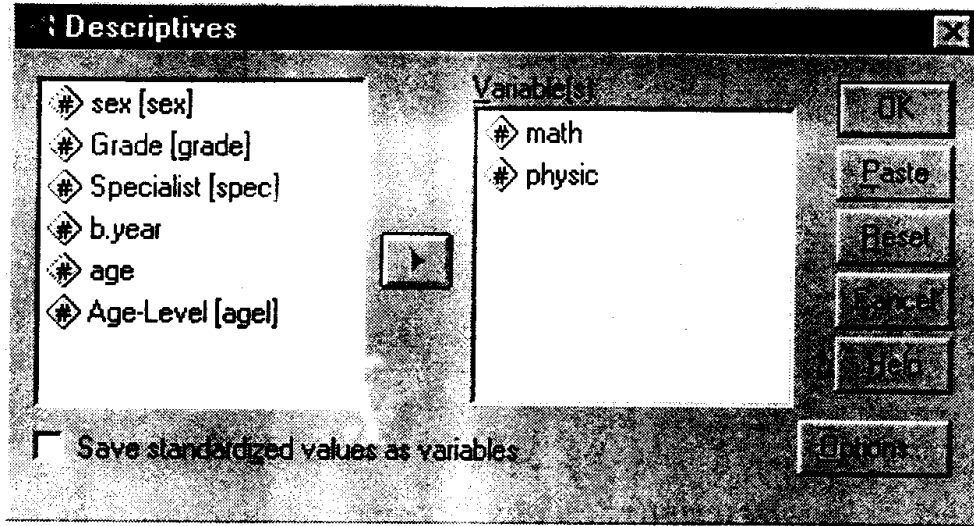 Descriptives
sex [sex]
Grade [grade]
Specialist [spec]
b.year
age
Age-Level [agel]
Variable(s)
math
physic
OK
Paste
Reset
Cancel
Help
Save standardized values as variables
Options...